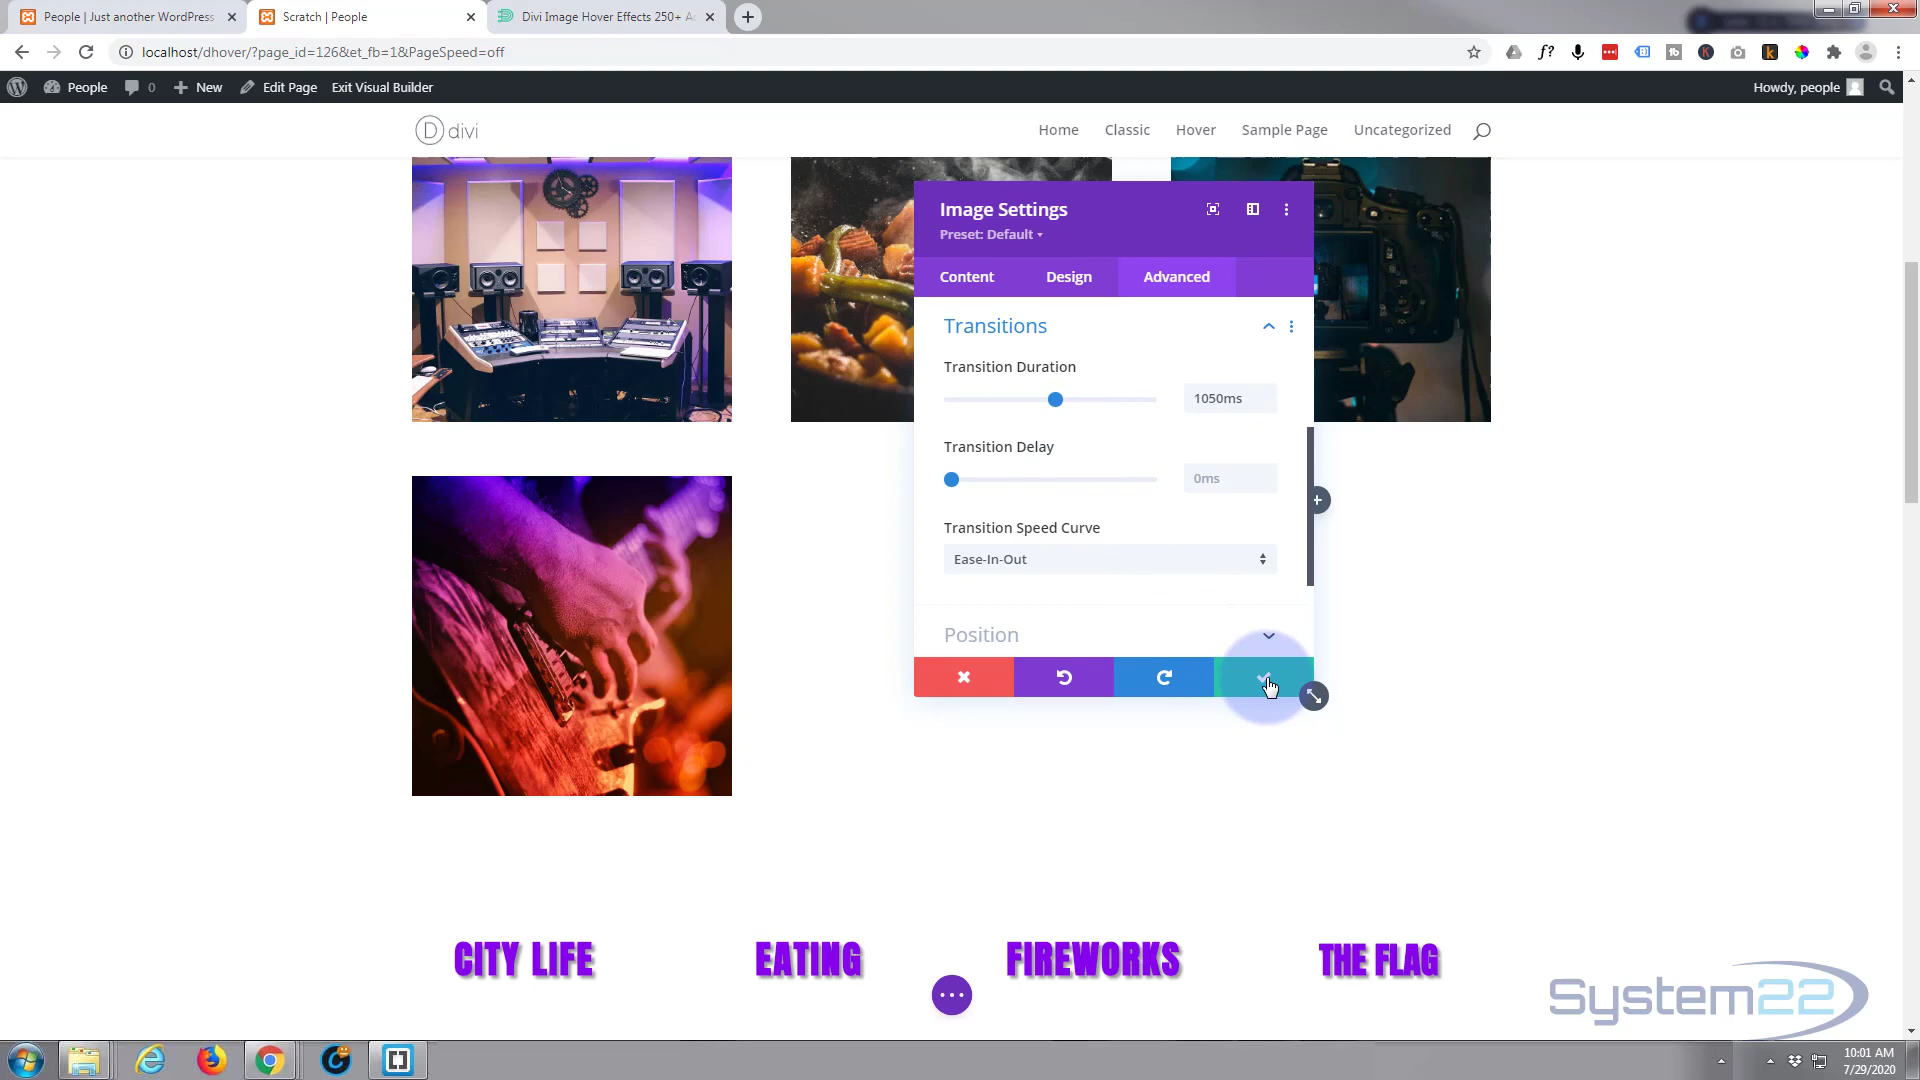 People | Just another WordPress
Scratch | People
Divi Image Hover Effects 250+ A
localhost/dhover/?page_id=126&et_fb=1&PageSpeed=off
People
0
New
Edit Page
Exit Visual Builder
Howdy, people
divi
Home
Classic
Hover
Sample Page
Uncategorized
Image Settings
Preset: Default
Content
Design
Advanced
Transitions
Transition Duration
1050ms
Transition Delay
0ms
Transition Speed Curve
Ease-In-Out
Position
CITY LIFE
EATING
FIREWORKS
THE FLAG
System22
10:01 AM
7/29/2020